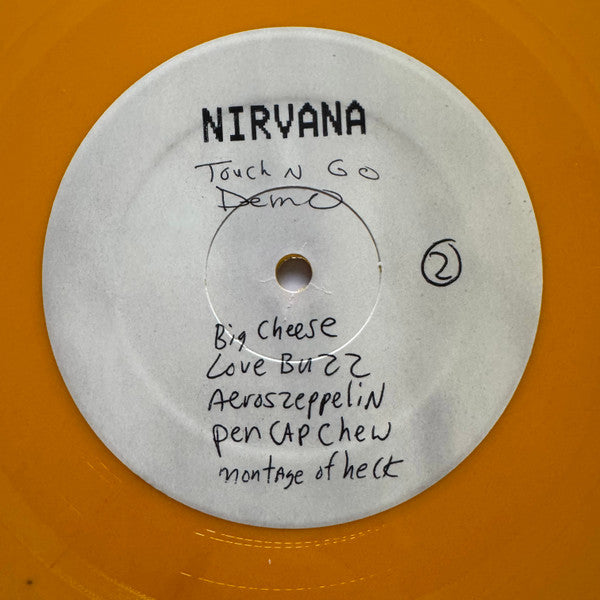 NIRVANA
Touch N GO
Demo
2
Big Cheese
Love Buzz
Aeroszeppelin
pen CAP Chew
montage of heck